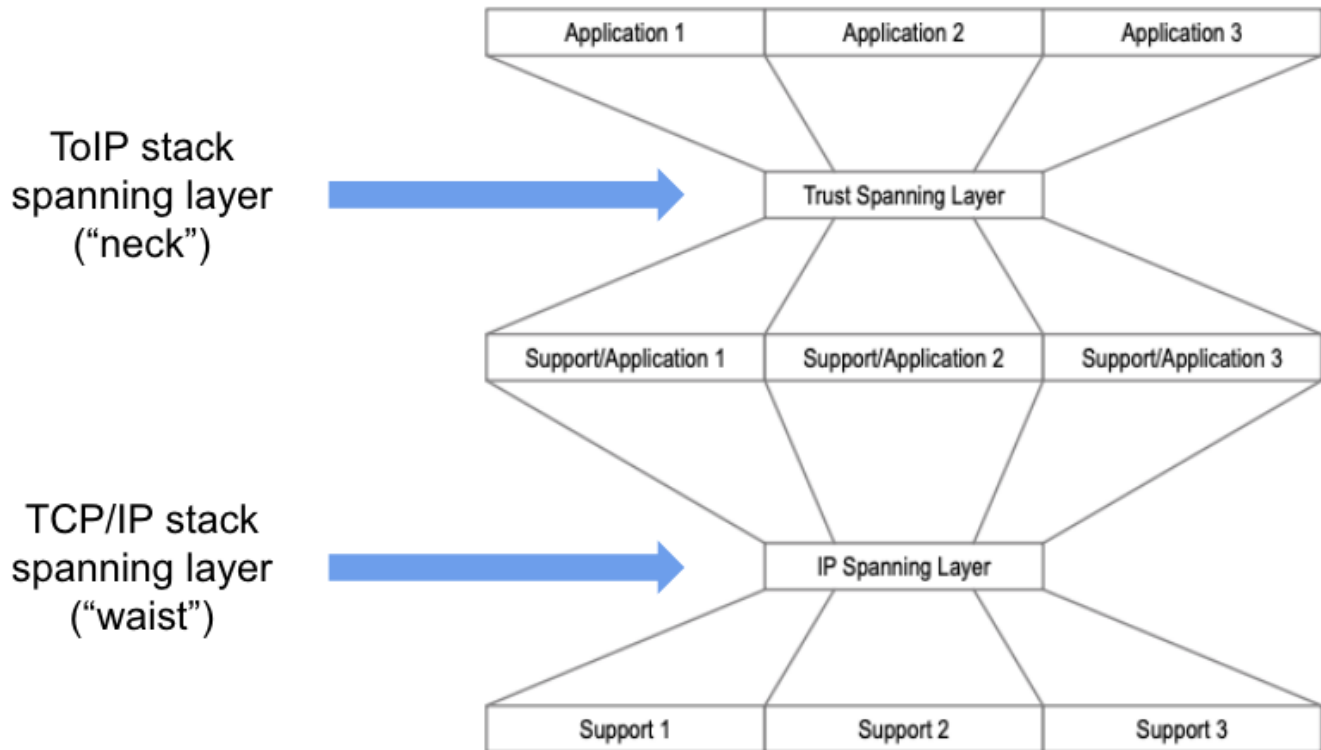 Application 1
Application 2
Application 3
ToIP stack
spanning layer
(“neck”)
Trust Spanning Layer
Support/Application 1
Support/Application 2
Support/Application 3
TCP/IP stack
spanning layer
(“waist”)
IP Spanning Layer
Support 1
Support 2
Support 3